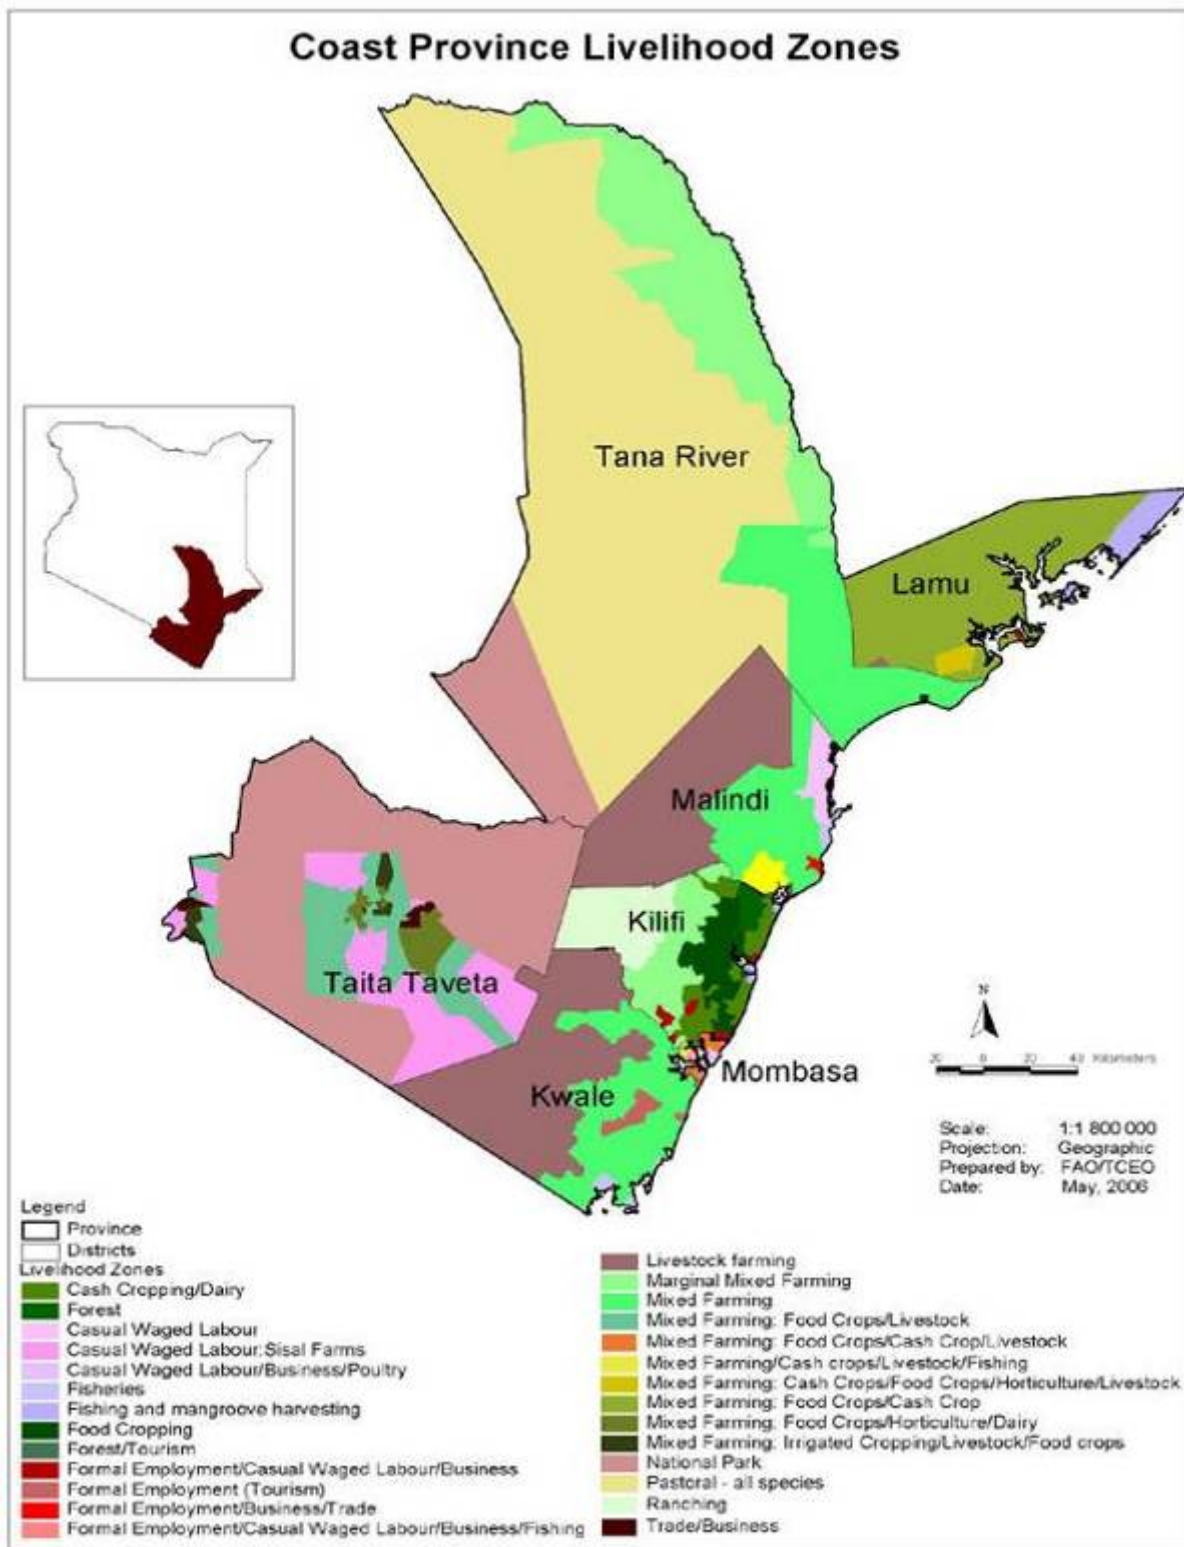 Coast Province Livelihood Zones
Tana River
Lamu
Malindi
Kilifi
Taita Taveta
Mombasa
Kwale
N
20 0 20 40 Kilometers
Scale: 1:1 800 000
Projection: Geographic
Prepared by: FAO/TCEO
Date: May, 2006
Legend
Province
Districts
Livelihood Zones
Cash Cropping/Dairy
Forest
Casual Waged Labour
Casual Waged Labour:Sisal Farms
Casual Waged Labour/Business/Poultry
Fisheries
Fishing and mangroove harvesting
Food Cropping
Forest/Tourism
Formal Employment/Casual Waged Labour/Business
Formal Employment (Tourism)
Formal Employment/Business/Trade
Formal Employment/Casual Waged Labour/Business/Fishing
Livestock farming
Marginal Mixed Farming
Mixed Farming
Mixed Farming: Food Crops/Livestock
Mixed Farming: Food Crops/Cash Crop/Livestock
Mixed Farming/Cash crops/Livestock/Fishing
Mixed Farming: Cash Crops/Food Crops/Horticulture/Livestock
Mixed Farming: Food Crops/Cash Crop
Mixed Farming: Food Crops/Horticulture/Dairy
Mixed Farming: Irrigated Cropping/Livestock/Food crops
National Park
Pastoral - all species
Ranching
Trade/Business